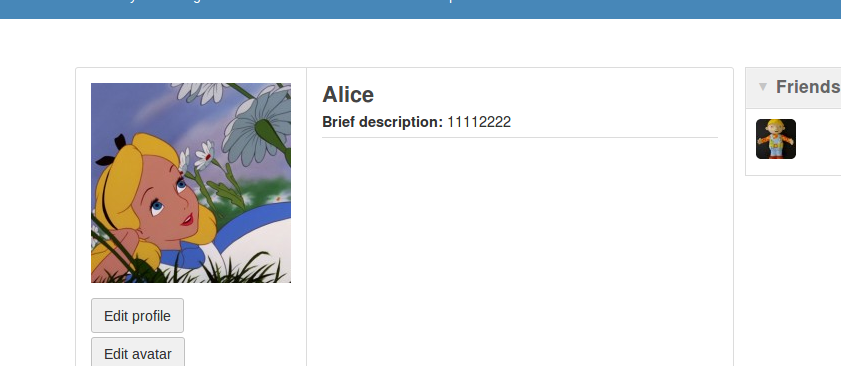 Alice
Brief description: 11112222
Edit profile
Edit avatar
Friends